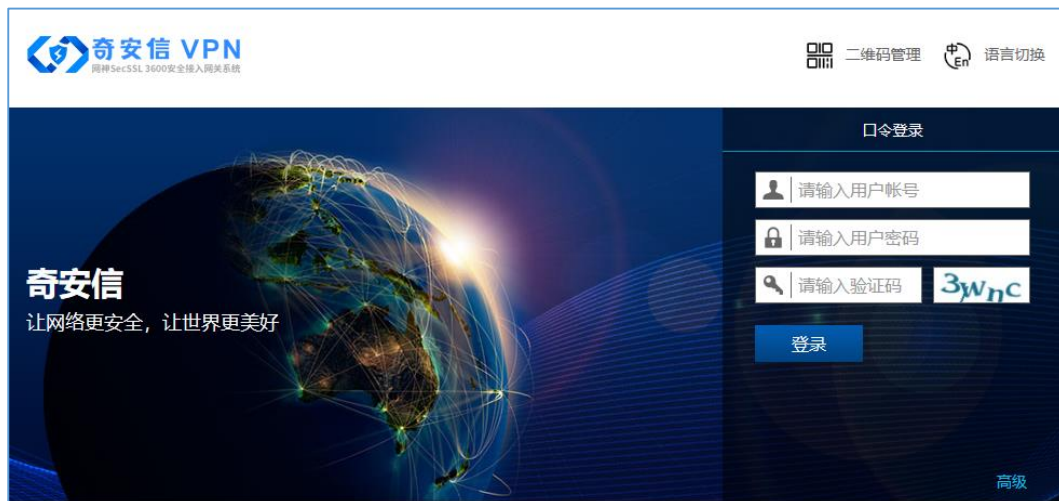 奇安信 VPN
网神SecSSL 3600安全接入网关系统
二维码管理
中
En
语言切换
口令登录
请输入用户帐号
请输入用户密码
请输入验证码
3wnc
登录
奇安信
让网络更安全，让世界更美好
高级